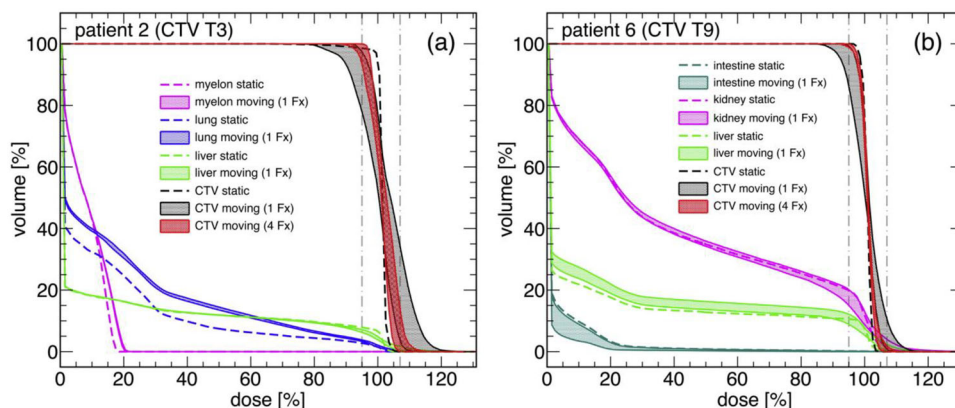 patient 2 (CTV T3)
(a)
volume [%]
100
80
60
40
20
0
myelon static
myelon moving (1 Fx)
lung static
lung moving (1 Fx)
liver static
liver moving (1 Fx)
CTV static
CTV moving (1 Fx)
CTV moving (4 Fx)
0 20 40 60 80 100 120
dose [%]
patient 6 (CTV T9)
(b)
volume [%]
100
80
60
40
20
0
intestine static
intestine moving (1 Fx)
kidney static
kidney moving (1 Fx)
liver static
liver moving (1 Fx)
CTV static
CTV moving (1 Fx)
CTV moving (4 Fx)
0 20 40 60 80 100 120
dose [%]